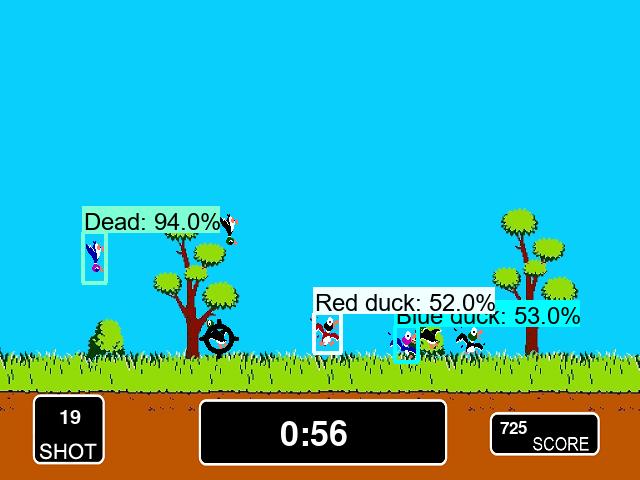 Dead: 94.0%
Red duck: 52.0%
Blue duck: 53.0%
19
SHOT
0:56
725
SCORE